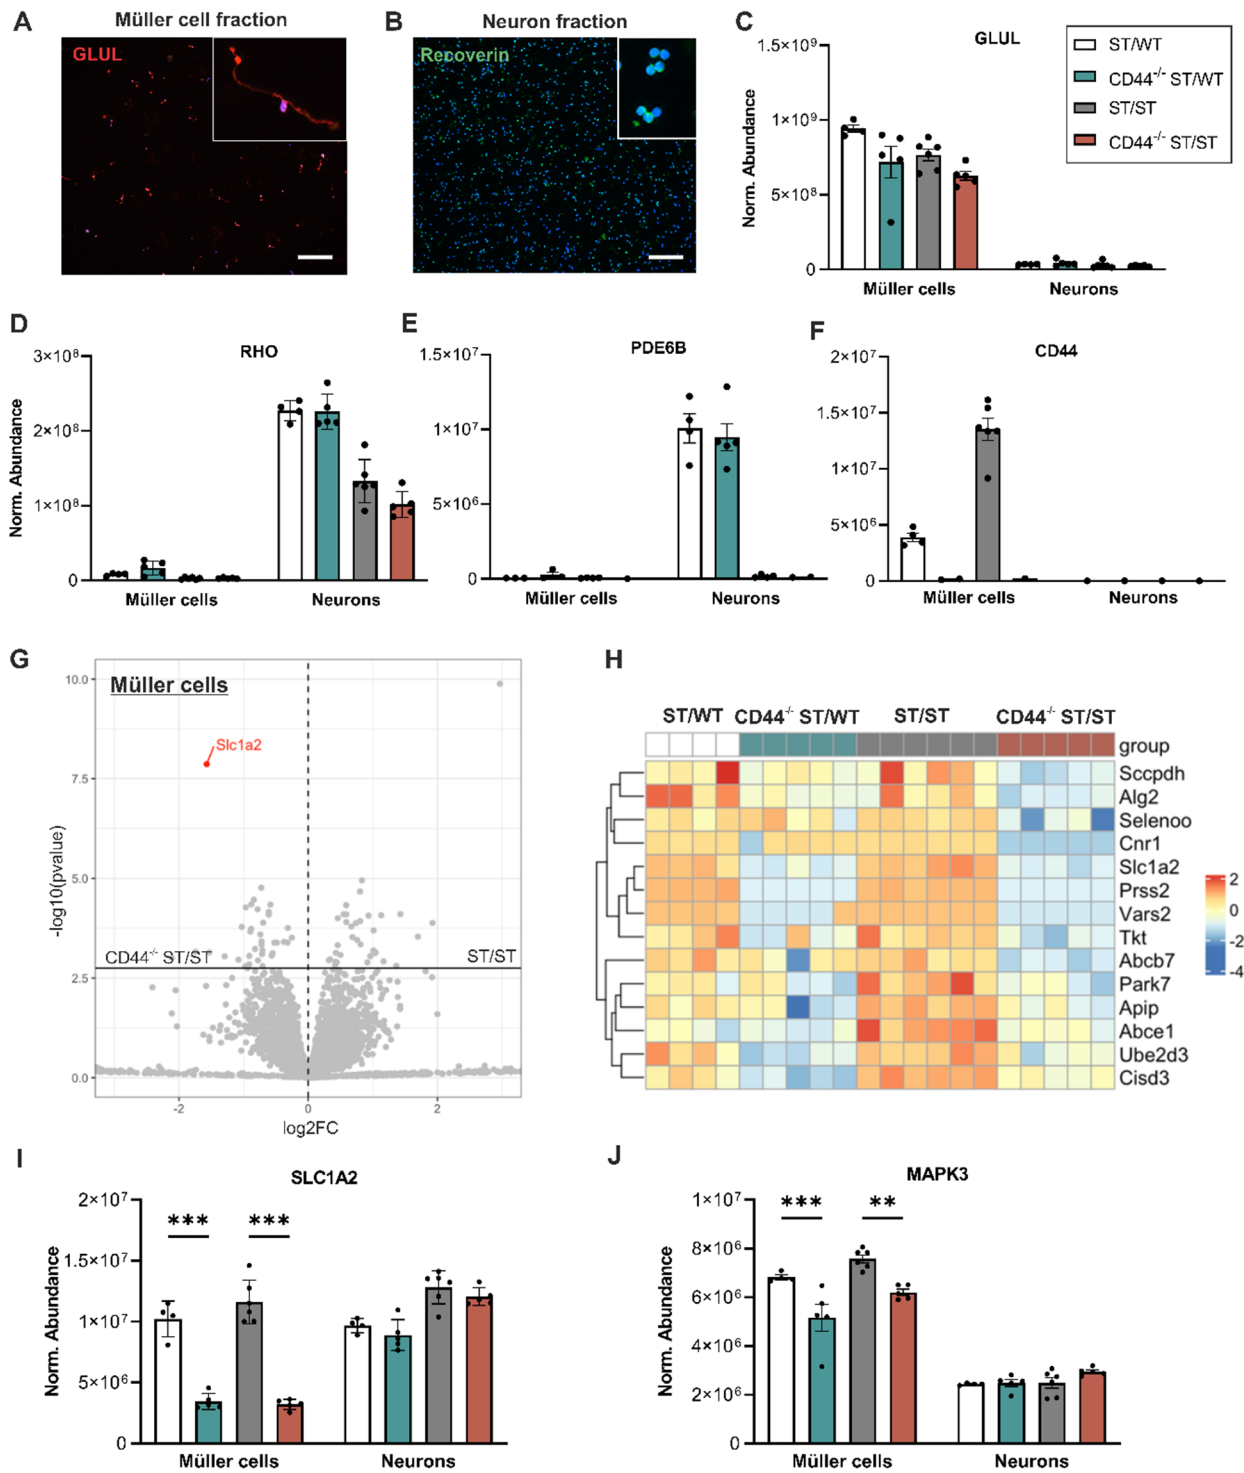 A
Müller cell fraction
GLUL
B
Neuron fraction
Recoverin
C
GLUL
Norm. Abundance
1.5×10⁹
1×10⁹
5×10⁸
0
Müller cells
Neurons
ST/WT
CD44⁻/⁻ ST/WT
ST/ST
CD44⁻/⁻ ST/ST
D
RHO
Norm. Abundance
3×10⁸
2×10⁸
1×10⁸
0
Müller cells
Neurons
E
PDE6B
1.5×10⁷
1×10⁷
5×10⁶
0
Müller cells
Neurons
F
CD44
2×10⁷
1.5×10⁷
1×10⁷
5×10⁶
0
Müller cells
Neurons
G
Müller cells
Slc1a2
-log10(pvalue)
10.0
7.5
5.0
2.5
0.0
CD44⁻/⁻ ST/ST
ST/ST
-2
0
2
log2FC
H
ST/WT
CD44⁻/⁻ ST/WT
ST/ST
CD44⁻/⁻ ST/ST
group
Sccpdh
Alg2
Selenoo
Cnr1
Slc1a2
Prss2
Vars2
Tkt
Abcb7
Park7
Apip
Abce1
Ube2d3
Cisd3
2
0
-2
-4
I
SLC1A2
Norm. Abundance
2×10⁷
1×10⁷
1×10⁷
5×10⁶
0
*** ***
Müller cells
Neurons
J
MAPK3
Norm. Abundance
1×10⁷
8×10⁶
6×10⁶
4×10⁶
2×10⁶
0
*** **
Müller cells
Neurons